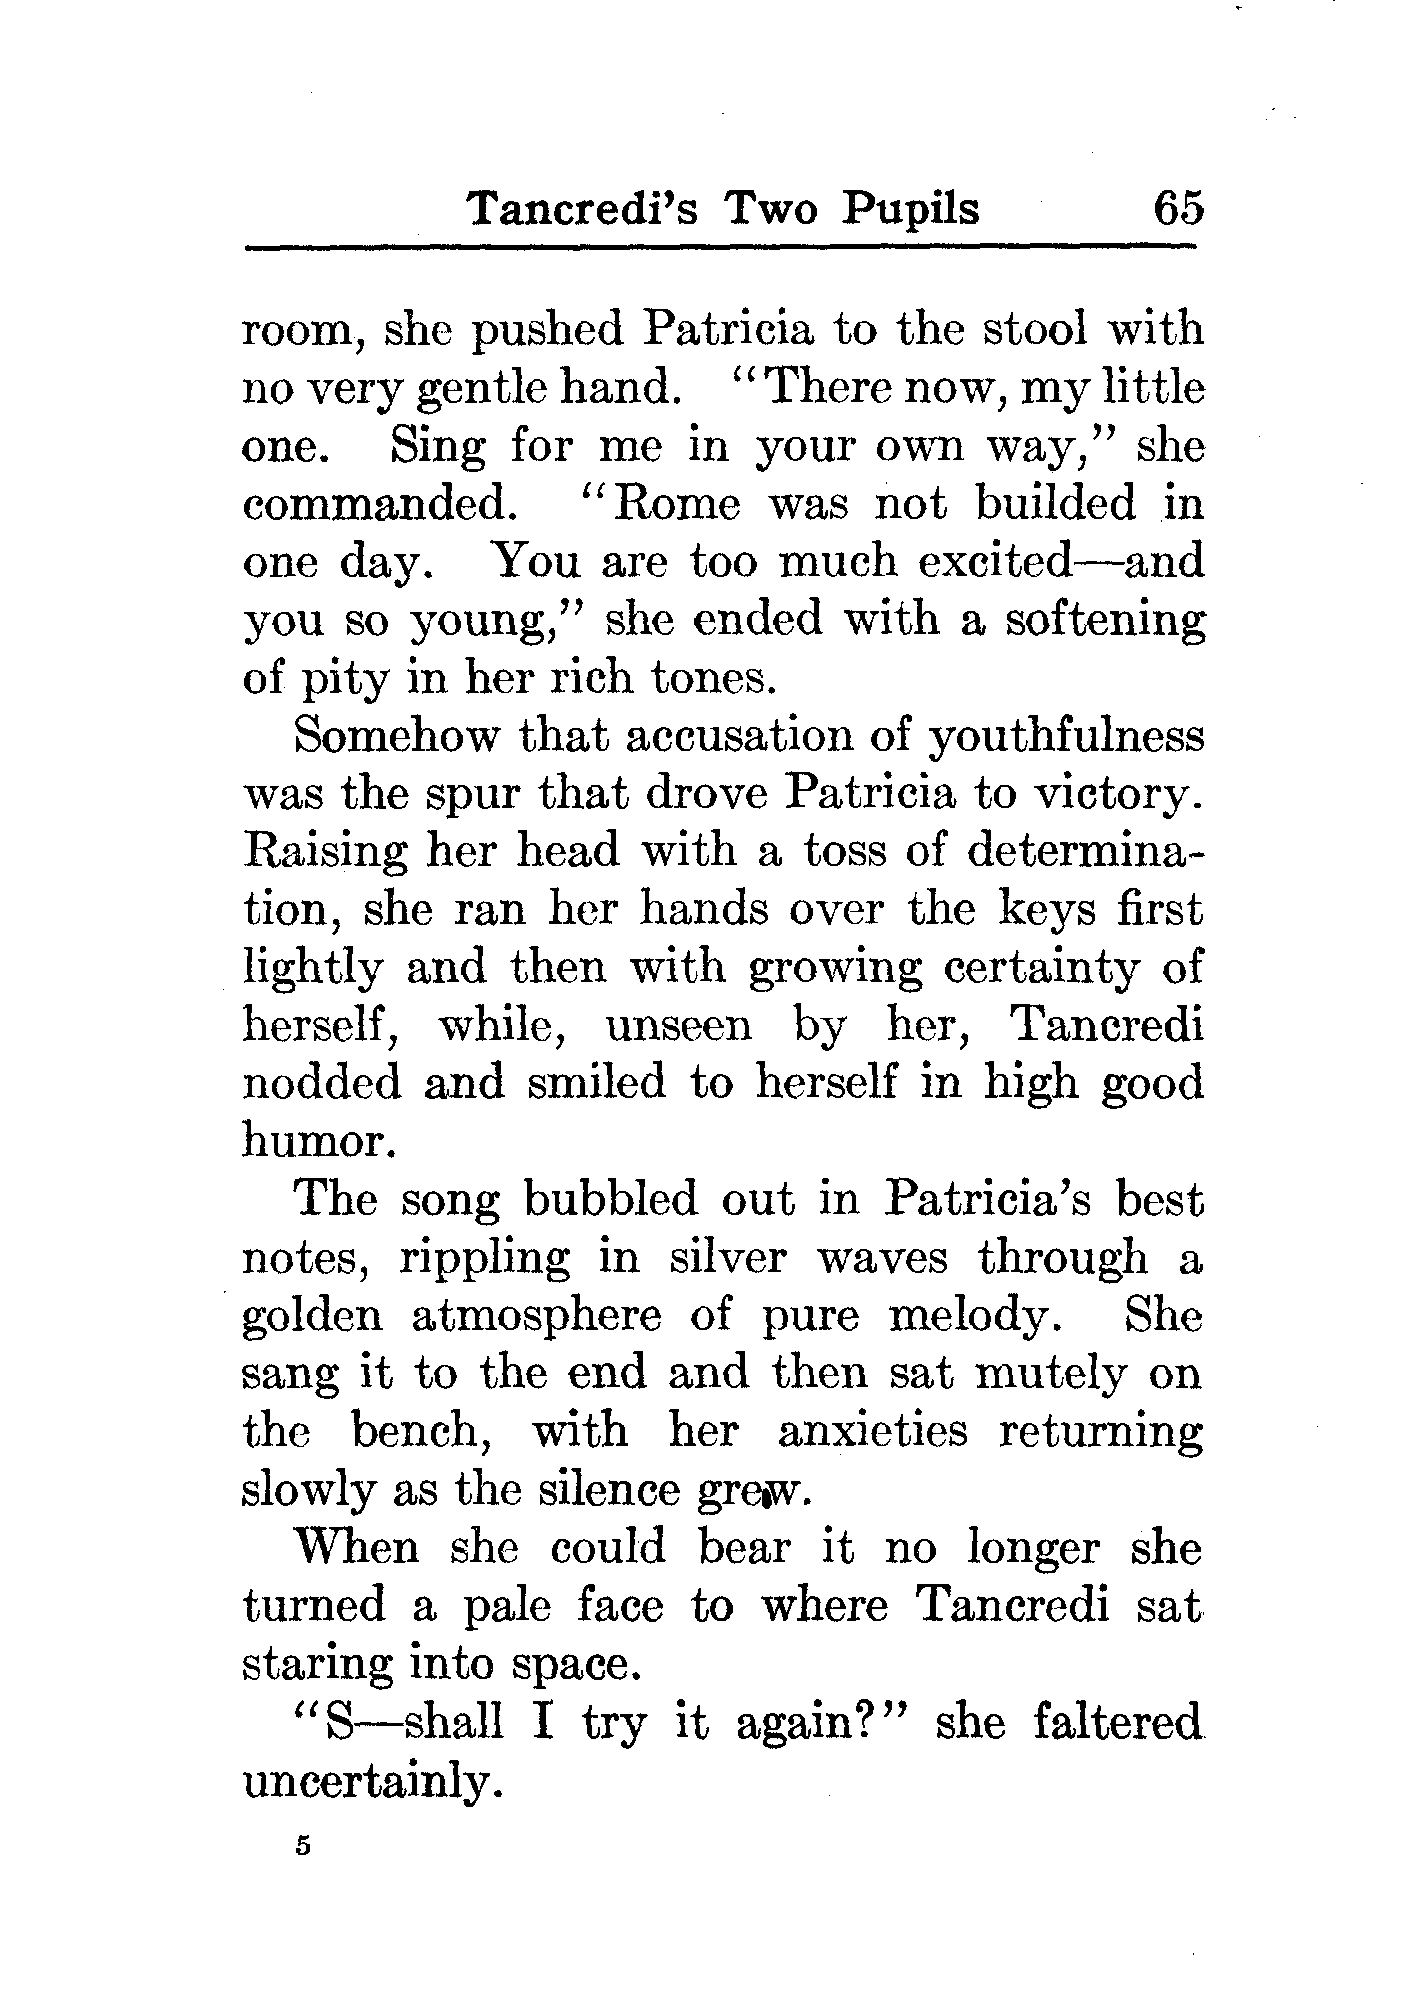 Tancredi's Two Pupils 65
room, she pushed Patricia to the stool with
no very gentle hand. "There now, my little
one. Sing for me in your own way," she
commanded. "Rome was not builded in
one day. You are too much excited—and
you so young," she ended with a softening
of pity in her rich tones.
Somehow that accusation of youthfulness
was the spur that drove Patricia to victory.
Raising her head with a toss of determina-
tion, she ran her hands over the keys first
lightly and then with growing certainty of
herself, while, unseen by her, Tancredi
nodded and smiled to herself in high good
humor.
The song bubbled out in Patricia's best
notes, rippling in silver waves through a
golden atmosphere of pure melody. She
sang it to the end and then sat mutely on
the bench, with her anxieties returning
slowly as the silence grew.
When she could bear it no longer she
turned a pale face to where Tancredi sat
staring into space.
"S—shall I try it again?" she faltered
uncertainly.
5